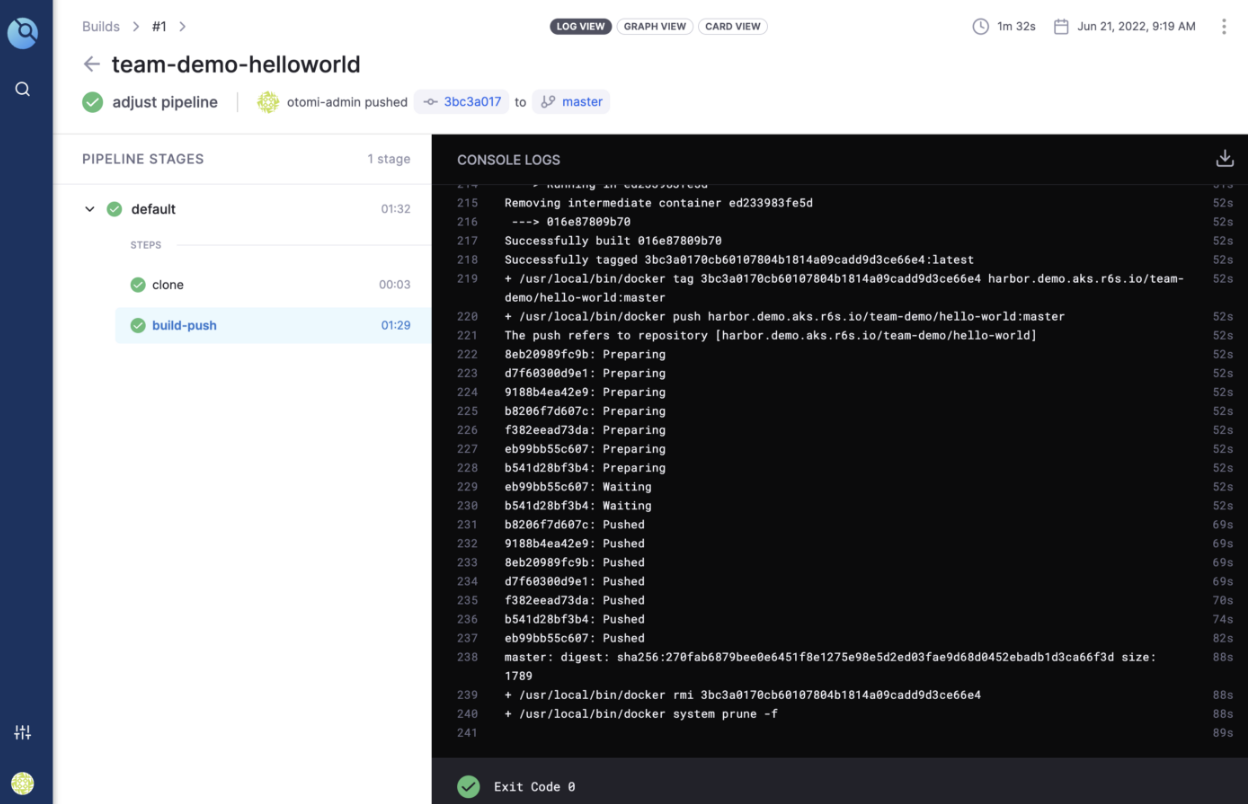 Builds > #1 >
LOG VIEW GRAPH VIEW CARD VIEW
1m 32s Jun 21, 2022, 9:19 AM
team-demo-helloworld
adjust pipeline
otomi-admin pushed 3bc3a017 to master
PIPELINE STAGES 1 stage
default 01:32
STEPS
clone 00:03
build-push 01:29
CONSOLE LOGS
215 Removing intermediate container ed233983fe5d 52s
216 ---> 016e87809b70 52s
217 Successfully built 016e87809b70 52s
218 Successfully tagged 3bc3a0170cb60107804b1814a09cadd9d3ce66e4:latest 52s
219 + /usr/local/bin/docker tag 3bc3a0170cb60107804b1814a09cadd9d3ce66e4 harbor.demo.aks.r6s.io/team- 52s
demo/hello-world:master
220 + /usr/local/bin/docker push harbor.demo.aks.r6s.io/team-demo/hello-world:master 52s
221 The push refers to repository [harbor.demo.aks.r6s.io/team-demo/hello-world] 52s
222 8eb20989fc9b: Preparing 52s
223 d7f60300d9e1: Preparing 52s
224 9188b4ea42e9: Preparing 52s
225 b8206f7d607c: Preparing 52s
226 f382eead73da: Preparing 52s
227 eb99bb55c607: Preparing 52s
228 b541d28bf3b4: Preparing 52s
229 eb99bb55c607: Waiting 52s
230 b541d28bf3b4: Waiting 52s
231 b8206f7d607c: Pushed 69s
232 9188b4ea42e9: Pushed 69s
233 8eb20989fc9b: Pushed 69s
234 d7f60300d9e1: Pushed 69s
235 f382eead73da: Pushed 70s
236 b541d28bf3b4: Pushed 74s
237 eb99bb55c607: Pushed 82s
238 master: digest: sha256:270fab6879bee0e6451f8e1275e98e5d2ed03fae9d68d0452ebadb1d3ca66f3d size: 88s
1789
239 + /usr/local/bin/docker rmi 3bc3a0170cb60107804b1814a09cadd9d3ce66e4 88s
240 + /usr/local/bin/docker system prune -f 88s
241 89s
Exit Code 0